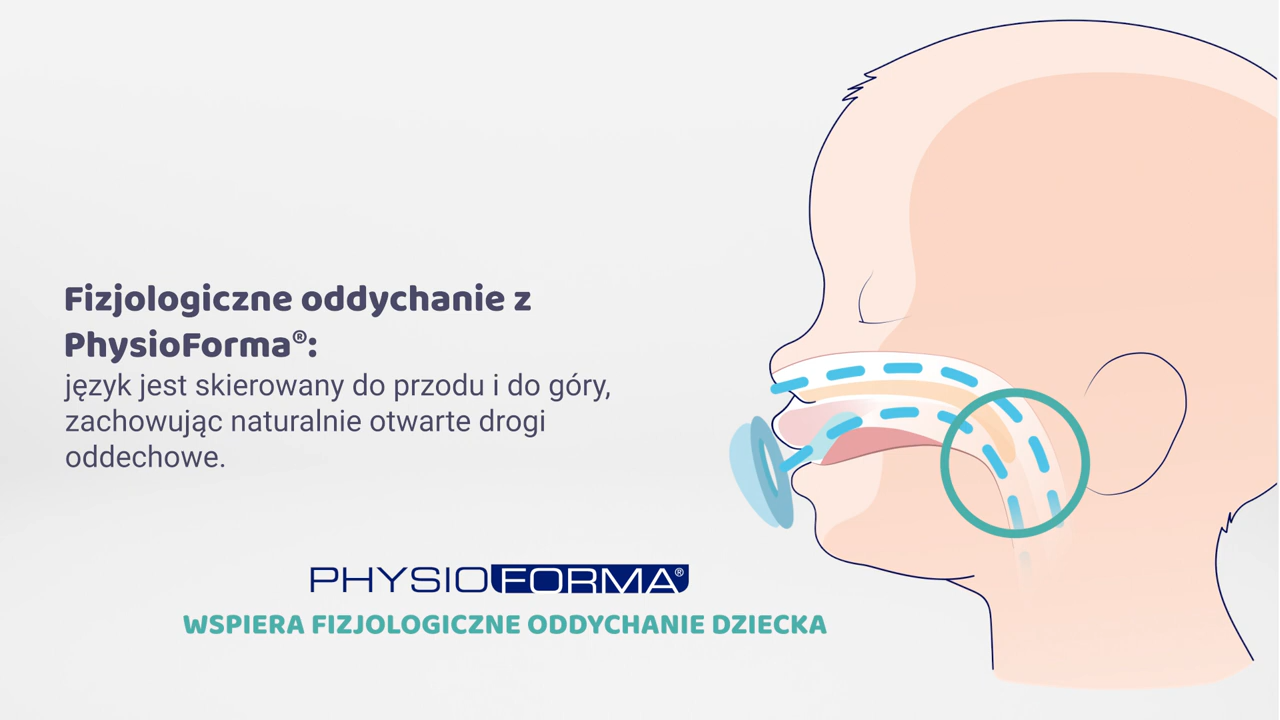 Fizjologiczne oddychanie z
PhysioForma®:
język jest skierowany do przodu i do góry,
zachowując naturalnie otwarte drogi
oddechowe.
PHYSIOFORMA®
WSPIERA FIZJOLOGICZNE ODDYCHANIE DZIECKA